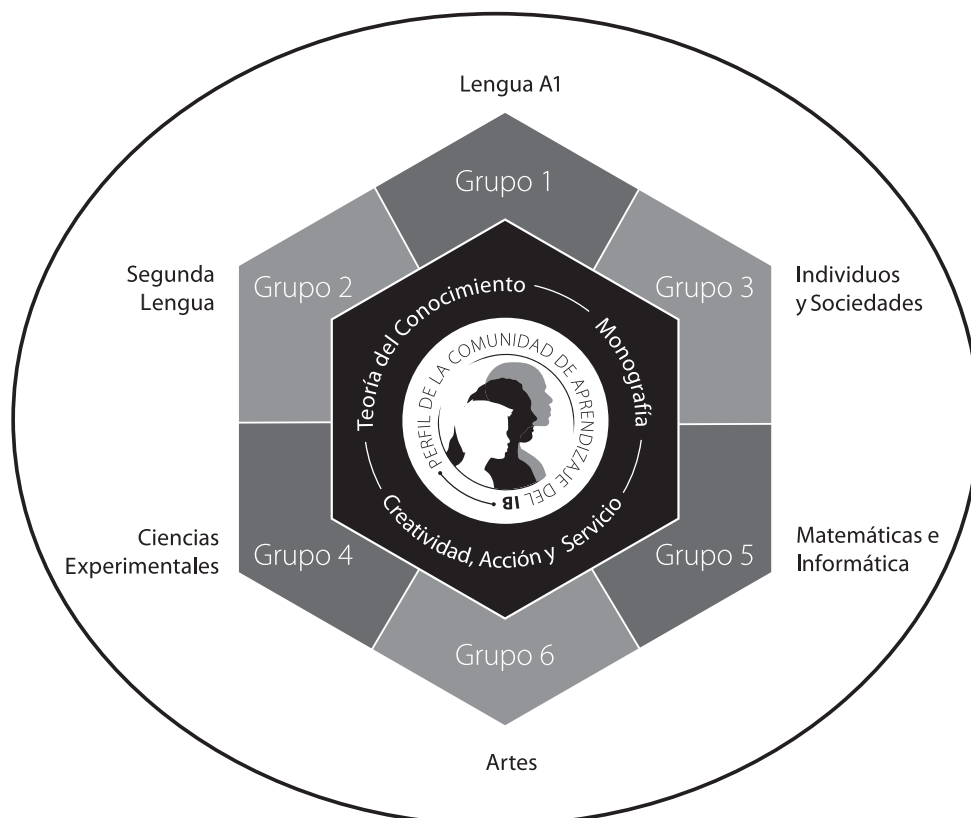 Lengua A1
Grupo 1
Segunda
Lengua
Grupo 2
Grupo 3
Individuos
y Sociedades
Teoría del Conocimiento
Monografía
PERFIL DE LA COMUNIDAD DE APRENDIZAJE DEL IB
Creatividad, Acción y Servicio
Ciencias
Experimentales
Grupo 4
Grupo 5
Matemáticas e
Informática
Grupo 6
Artes